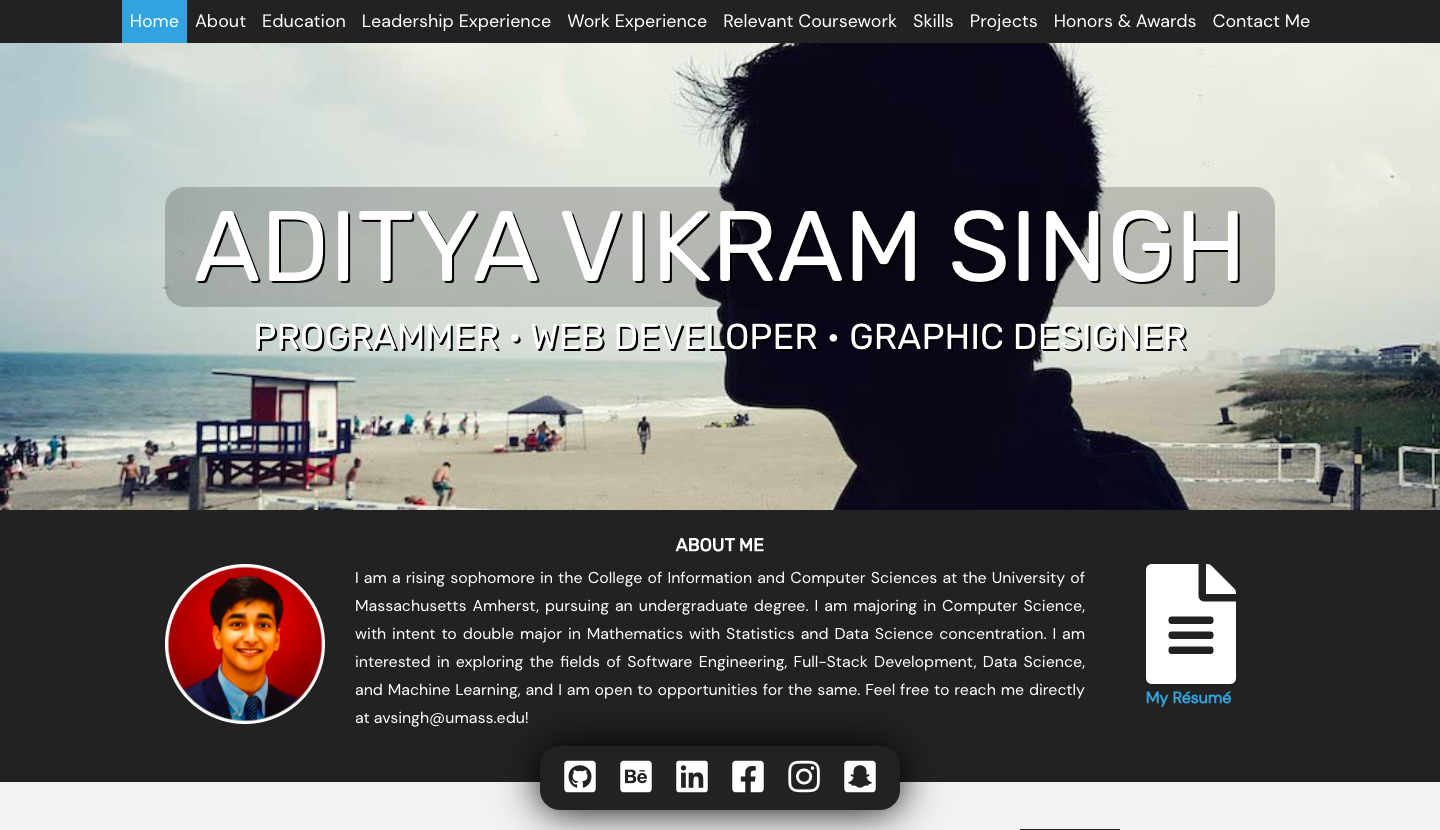 Home About Education Leadership Experience Work Experience Relevant Coursework Skills Projects Honors & Awards Contact Me
ADITYA VIKRAM SINGH
PROGRAMMER • WEB DEVELOPER • GRAPHIC DESIGNER
ABOUT ME
I am a rising sophomore in the College of Information and Computer Sciences at the University of
Massachusetts Amherst, pursuing an undergraduate degree. I am majoring in Computer Science,
with intent to double major in Mathematics with Statistics and Data Science concentration. I am
interested in exploring the fields of Software Engineering, Full-Stack Development, Data Science,
and Machine Learning, and I am open to opportunities for the same. Feel free to reach me directly
at avsingh@umass.edu!
My Résumé
Bē in f